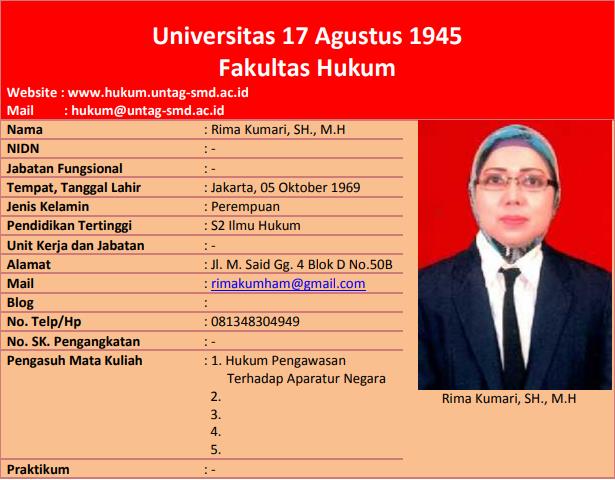 Universitas 17 Agustus 1945
Fakultas Hukum
Website : www.hukum.untag-smd.ac.id
Mail : hukum@untag-smd.ac.id
Nama : Rima Kumari, SH., M.H
NIDN : -
Jabatan Fungsional : -
Tempat, Tanggal Lahir : Jakarta, 05 Oktober 1969
Jenis Kelamin : Perempuan
Pendidikan Tertinggi : S2 Ilmu Hukum
Unit Kerja dan Jabatan : -
Alamat : Jl. M. Said Gg. 4 Blok D No.50B
Mail : rimakumham@gmail.com
Blog :
No. Telp/Hp : 081348304949
No. SK. Pengangkatan : -
Pengasuh Mata Kuliah : 1. Hukum Pengawasan
Terhadap Aparatur Negara
2.
3.
4.
5.
Praktikum : -
Rima Kumari, SH., M.H